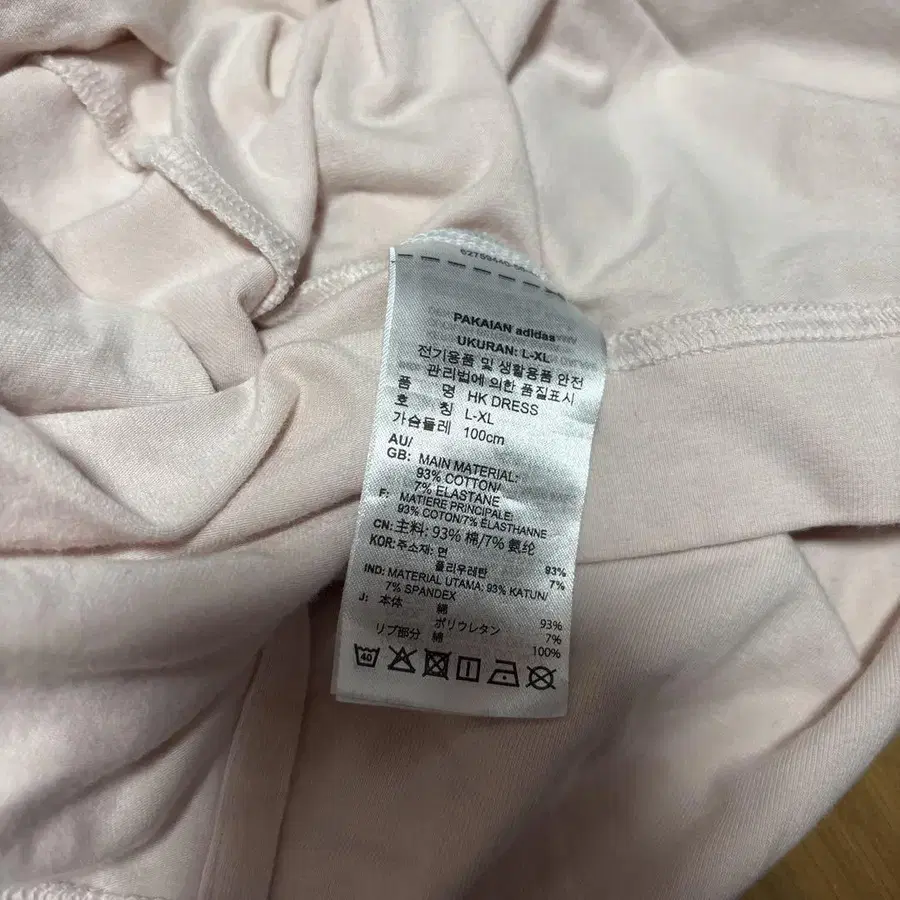 PAKAIAN adidas
UKURAN: L-XL
전기용품 및 생활용품 안전
관리법에 의한 품질표시
품 명 HK DRESS
호 칭 L-XL
가슴둘레 100cm
AU/
GB: MAIN MATERIAL:
93% COTTON/
7% ELASTANE
F: MATIERE PRINCIPALE:
93% COTON/7% ÉLASTHANNE
CN: 主料: 93% 棉/7% 氨纶
KOR: 주소재: 면 93%
폴리우레탄 7%
IND: MATERIAL UTAMA: 93% KATUN/
7% SPANDEX
J: 本体 綿 93%
ポリウレタン 7%
リブ部分 綿 100%
40